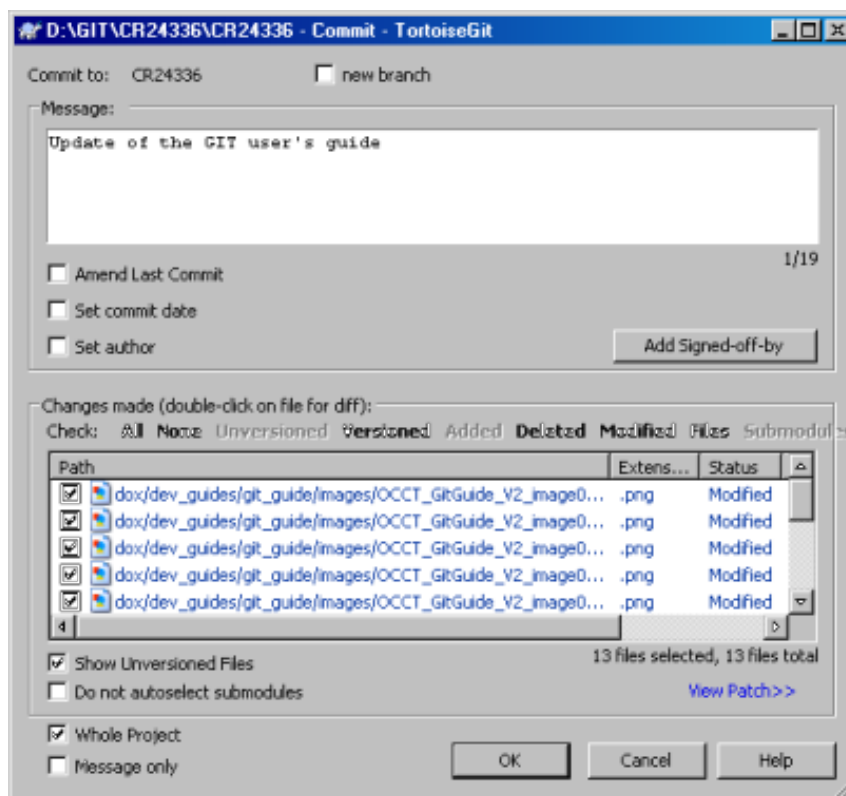 D:\GIT\CR24336\CR24336 - Commit - TortoiseGit
Commit to: CR24336 new branch
Message:
Update of the GIT user's guide
1/19
Amend Last Commit
Set commit date
Set author Add Signed-off-by
Changes made (double-click on file for diff):
Check: All None Unversioned Versioned Added Deleted Modified Files Submodule
Path Extens... Status
dox/dev_guides/git_guide/images/OCCT_GitGuide_V2_image0... .png Modified
dox/dev_guides/git_guide/images/OCCT_GitGuide_V2_image0... .png Modified
dox/dev_guides/git_guide/images/OCCT_GitGuide_V2_image0... .png Modified
dox/dev_guides/git_guide/images/OCCT_GitGuide_V2_image0... .png Modified
dox/dev_guides/git_guide/images/OCCT_GitGuide_V2_image0... .png Modified
Show Unversioned Files 13 files selected, 13 files total
Do not autoselect submodules View Patch>>
Whole Project
Message only OK Cancel Help